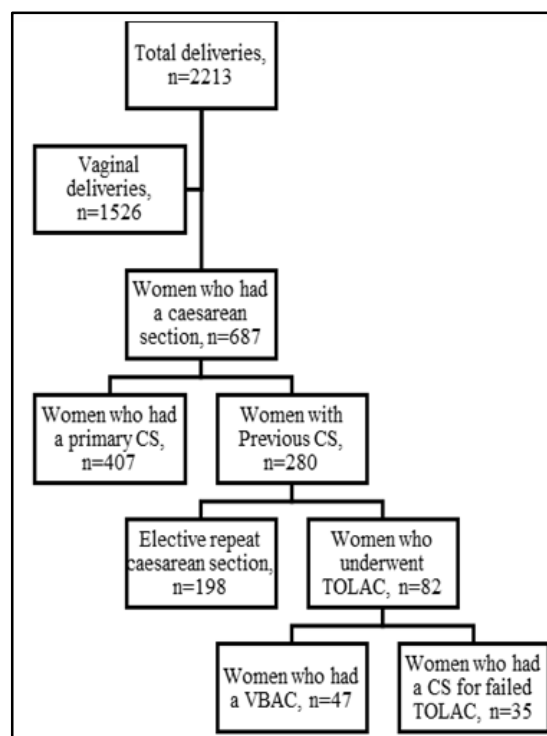 Total deliveries,
n=2213
Vaginal
deliveries,
n=1526
Women who had
a caesarean
section, n=687
Women who had
a primary CS,
n=407
Women with
Previous CS,
n=280
Elective repeat
caesarean section,
n=198
Women who
underwent
TOLAC, n=82
Women who had
a VBAC, n=47
Women who had
a CS for failed
TOLAC, n=35